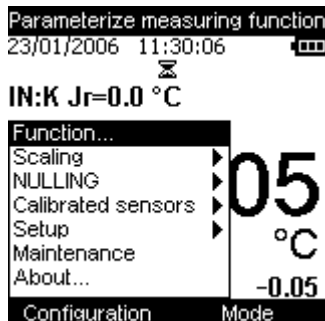 Parameterize measuring function
23/01/2006 11:30:06
IN:K Jr=0.0 °C
Function...
Scaling
NULLING
Calibrated sensors
Setup
Maintenance
About...
05
°C
-0.05
Configuration Mode